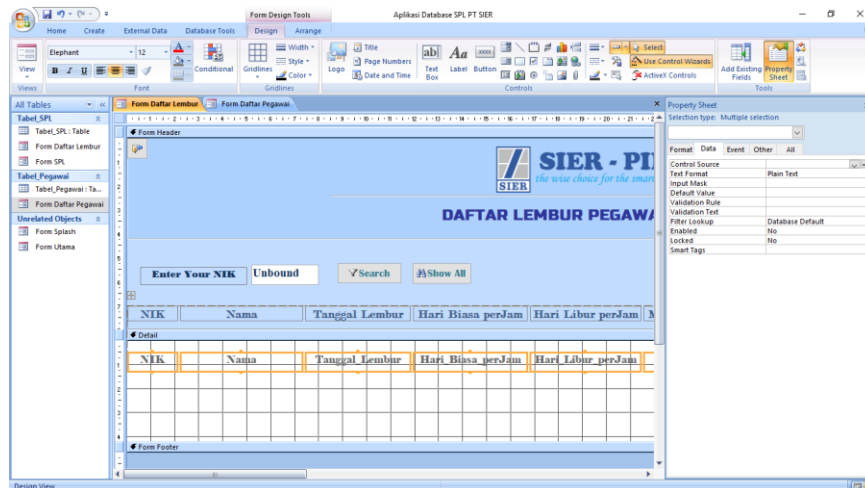 Form Design Tools
Aplikasi Database SPL PT SIER
Home Create External Data Database Tools Design Arrange
View
Views
Elephant 12
B I U
Conditional
Font
Gridlines
Width
Style
Color
Gridlines
Logo
Title
Page Numbers
Date and Time
ab|
Text Box
Aa
Label
xxxx
Button
Controls
Select
Use Control Wizards
ActiveX Controls
Add Existing Fields
Property Sheet
Tools
All Tables
Tabel_SPL
Tabel_SPL : Table
Form Daftar Lembur
Form SPL
Tabel_Pegawai
Tabel_Pegawai : Ta...
Form Daftar Pegawai
Unrelated Objects
Form Splash
Form Utama
Form Daftar Lembur
Form Daftar Pegawai
Form Header
SIER
SIER - PI
the wise choice for the smar
DAFTAR LEMBUR PEGAWA
Enter Your NIK
Unbound
Search
Show All
NIK Nama Tanggal Lembur Hari Biasa perJam Hari Libur perJam
Detail
NIK Nama Tanggal_Lembur Hari_Biasa_perJam Hari_Libur_perJam
Form Footer
Property Sheet
Selection type: Multiple selection
Format Data Event Other All
Control Source
Text Format Plain Text
Input Mask
Default Value
Validation Rule
Validation Text
Filter Lookup Database Default
Enabled No
Locked No
Smart Tags
Design View